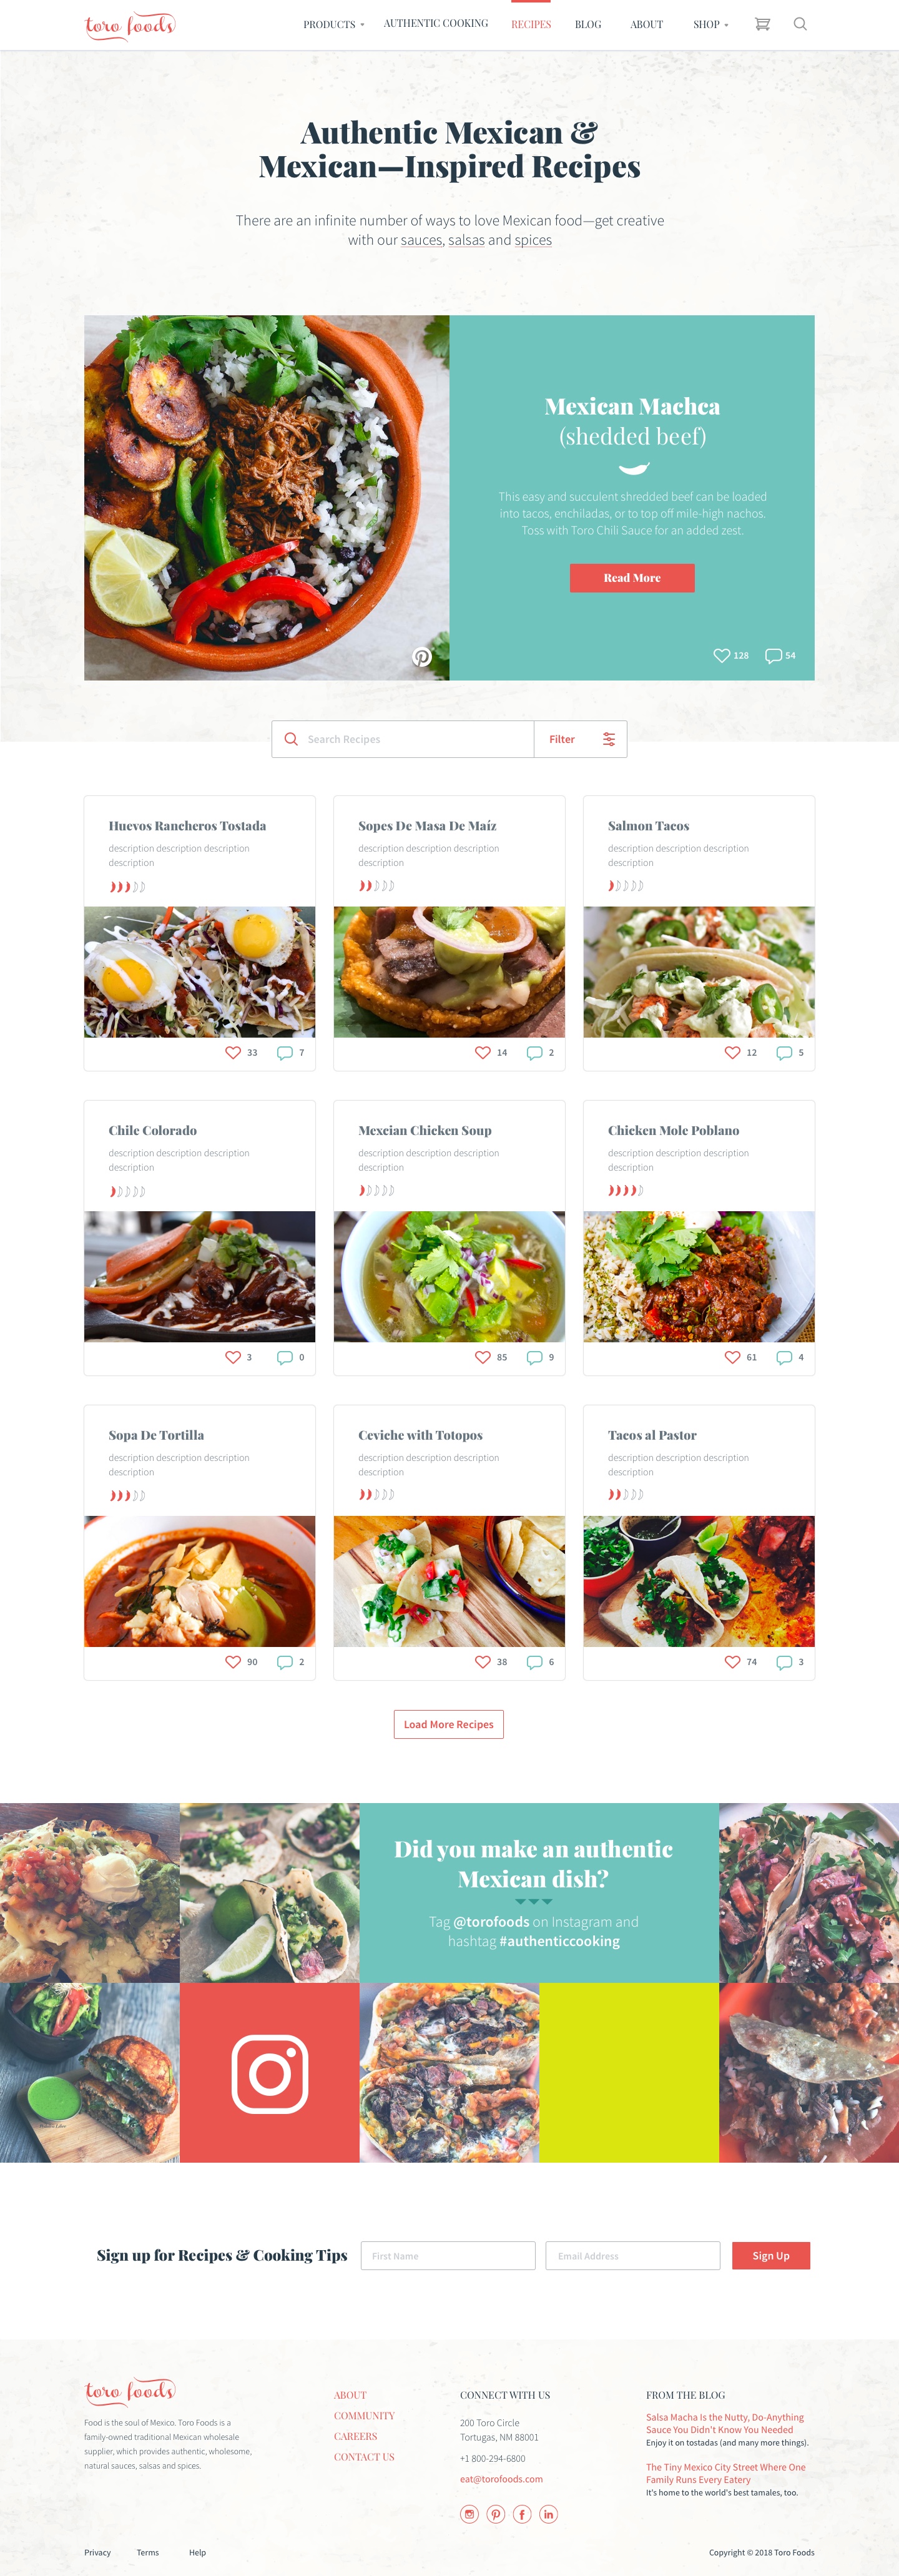 toro foods
PRODUCTS
AUTHENTIC COOKING
RECIPES
BLOG
ABOUT
SHOP
Authentic Mexican &
Mexican—Inspired Recipes
There are an infinite number of ways to love Mexican food—get creative
with our sauces, salsas and spices
Mexican Machca
(shedded beef)
This easy and succulent shredded beef can be loaded
into tacos, enchiladas, or to top off mile-high nachos.
Toss with Toro Chili Sauce for an added zest.
Read More
128 54
Search Recipes
Filter
Huevos Rancheros Tostada
description description description
description
33 7
Sopes De Masa De Maíz
description description description
description
14 2
Salmon Tacos
description description description
description
12 5
Chile Colorado
description description description
description
3 0
Mexcian Chicken Soup
description description description
description
85 9
Chicken Mole Poblano
description description description
description
61 4
Sopa De Tortilla
description description description
description
90 2
Ceviche with Totopos
description description description
description
38 6
Tacos al Pastor
description description description
description
74 3
Load More Recipes
Did you make an authentic
Mexican dish?
Tag @torofoods on Instagram and
hashtag #authenticcooking
Sign up for Recipes & Cooking Tips
First Name
Email Address
Sign Up
toro foods
Food is the soul of Mexico. Toro Foods is a
family-owned traditional Mexican wholesale
supplier, which provides authentic, wholesome,
natural sauces, salsas and spices.
ABOUT
COMMUNITY
CAREERS
CONTACT US
CONNECT WITH US
200 Toro Circle
Tortugas, NM 88001
+1 800-294-6800
eat@torofoods.com
FROM THE BLOG
Salsa Macha Is the Nutty, Do-Anything
Sauce You Didn't Know You Needed
Enjoy it on tostadas (and many more things).
The Tiny Mexico City Street Where One
Family Runs Every Eatery
It's home to the world's best tamales, too.
Privacy
Terms
Help
Copyright © 2018 Toro Foods